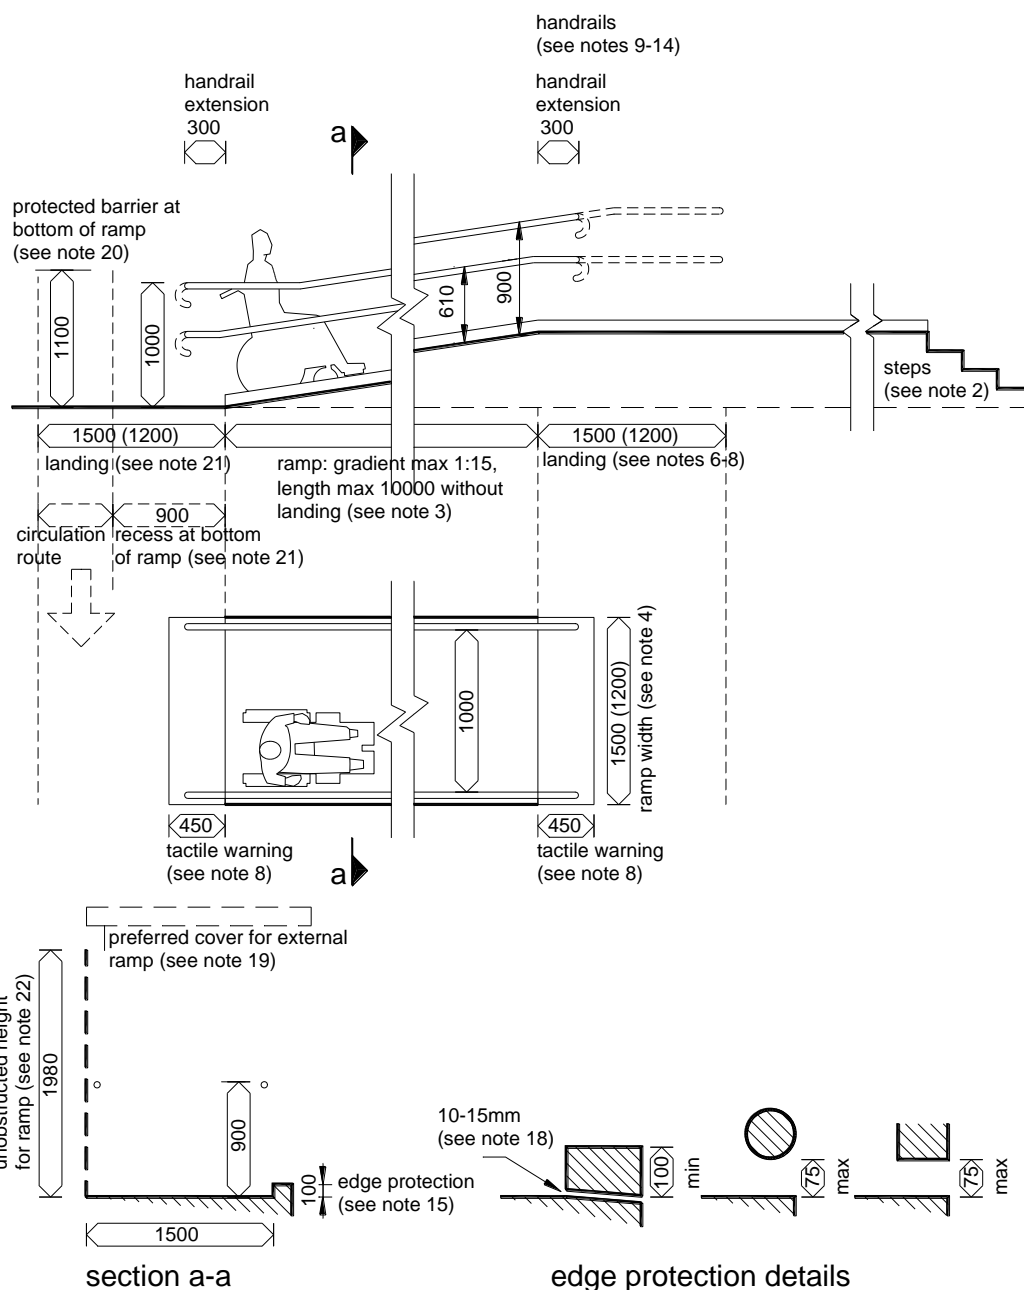 handrails
(see notes 9-14)
handrail
extension
300
handrail
extension
300
a
protected barrier at
bottom of ramp
(see note 20)
1100
1000
610
900
steps
(see note 2)
1500 (1200)
landing (see note 21)
ramp: gradient max 1:15,
length max 10000 without
landing (see note 3)
1500 (1200)
landing (see notes 6-8)
circulation
route
900
recess at bottom
of ramp (see note 21)
1000
1500 (1200)
ramp width (see note 4)
450
tactile warning
(see note 8)
a
450
tactile warning
(see note 8)
preferred cover for external
ramp (see note 19)
unobstructed height
for ramp (see note 22)
1980
900
100
edge protection
(see note 15)
1500
section a-a
10-15mm
(see note 18)
100
min
75
max
75
max
edge protection details